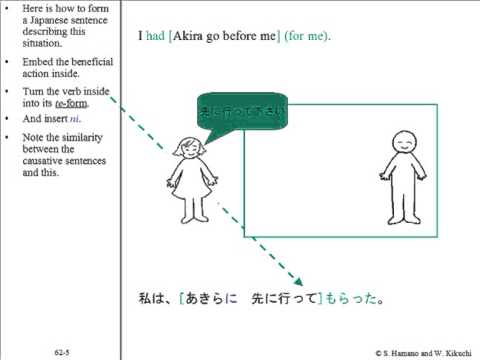 • Here is how to form
a Japanese sentence
describing this
situation.
• Embed the beneficial
action inside.
• Turn the verb inside
into its te-form.
• And insert ni.
• Note the similarity
between the
causative sentences
and this.
62-5
I had [Akira go before me] (for me).
先に行って下さい
私は、[あきらに　先に行って]もらった。
© S. Hamano and W. Kikuchi